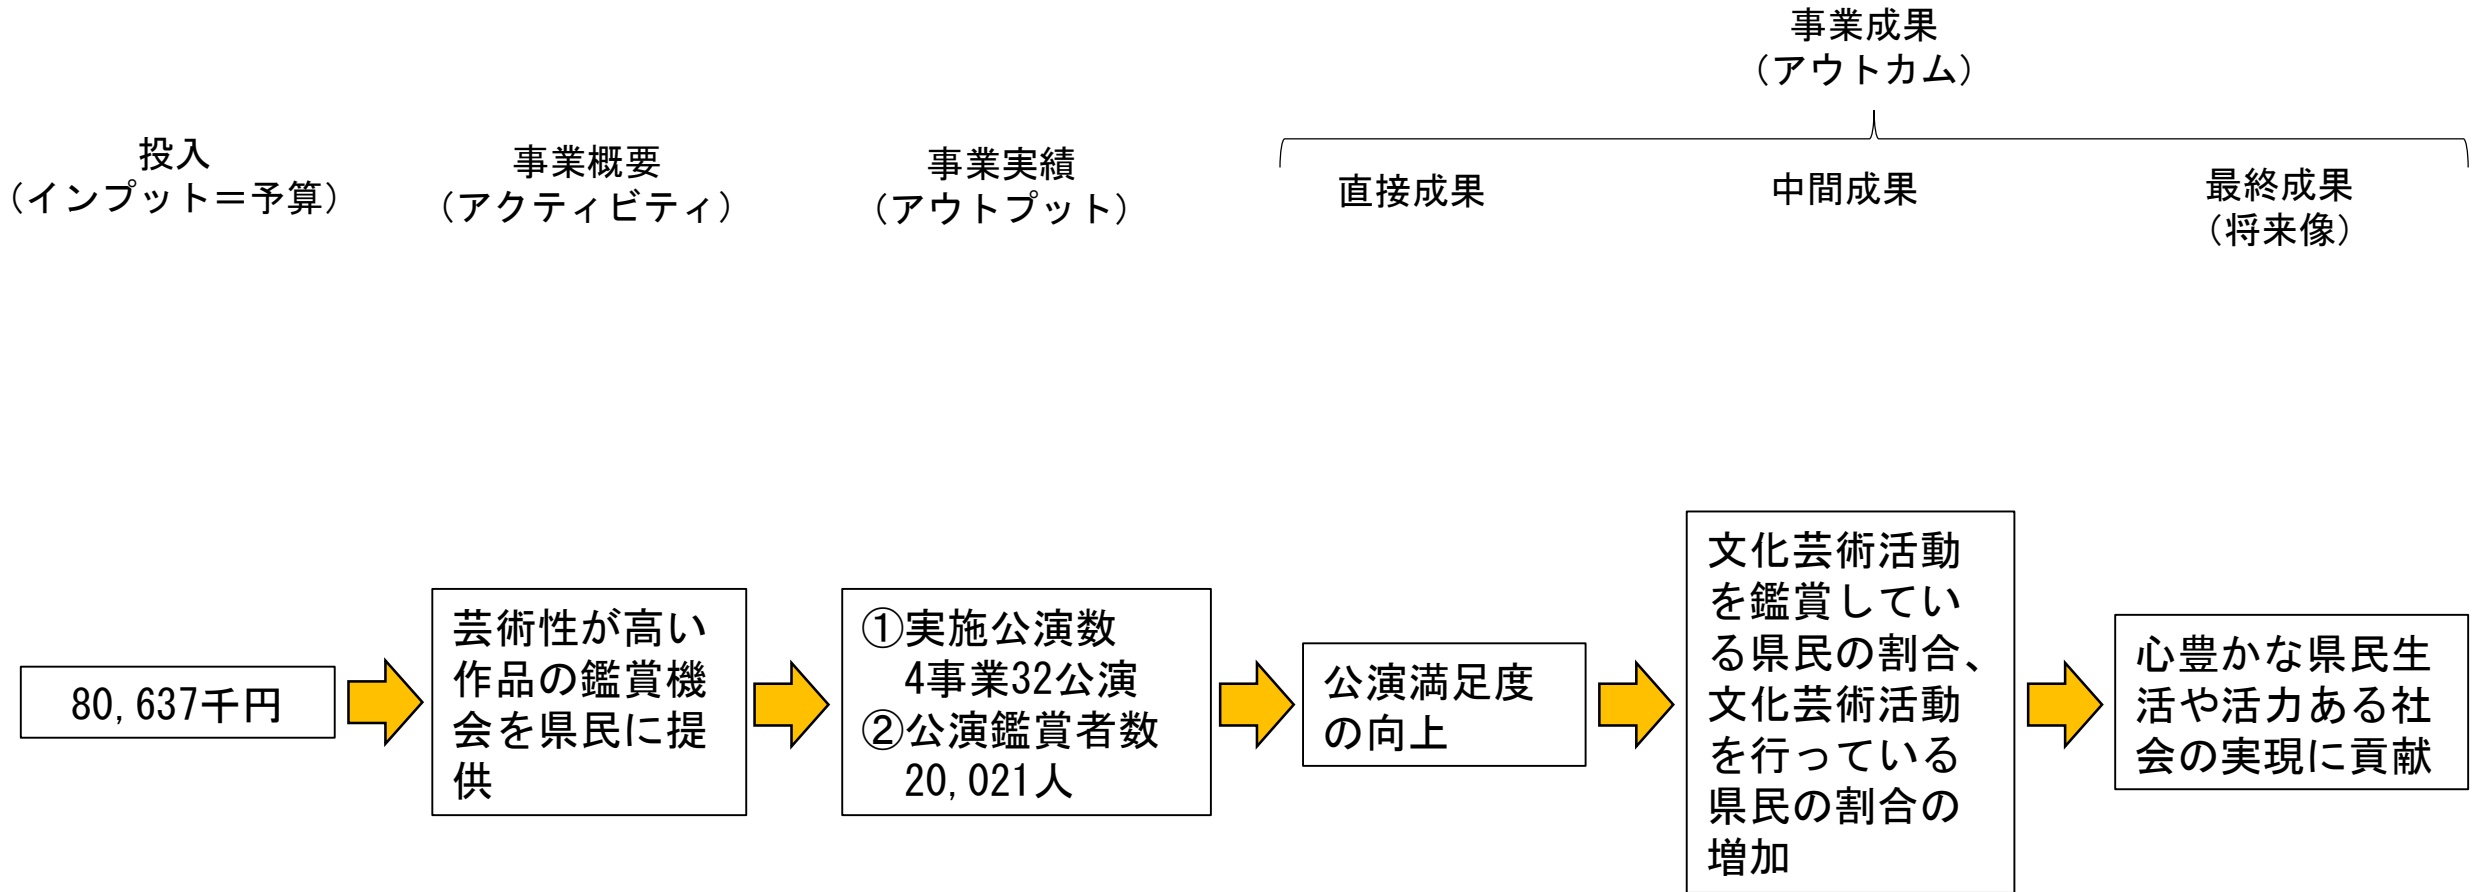 事業成果
（アウトカム）
投入
（インプット＝予算）
事業概要
（アクティビティ）
事業実績
（アウトプット）
直接成果
中間成果
最終成果
（将来像）
80,637千円
芸術性が高い
作品の鑑賞機
会を県民に提
供
①実施公演数
4事業32公演
②公演鑑賞者数
20,021人
公演満足度
の向上
文化芸術活動
を鑑賞してい
る県民の割合、
文化芸術活動
を行っている
県民の割合の
増加
心豊かな県民生
活や活力ある社
会の実現に貢献